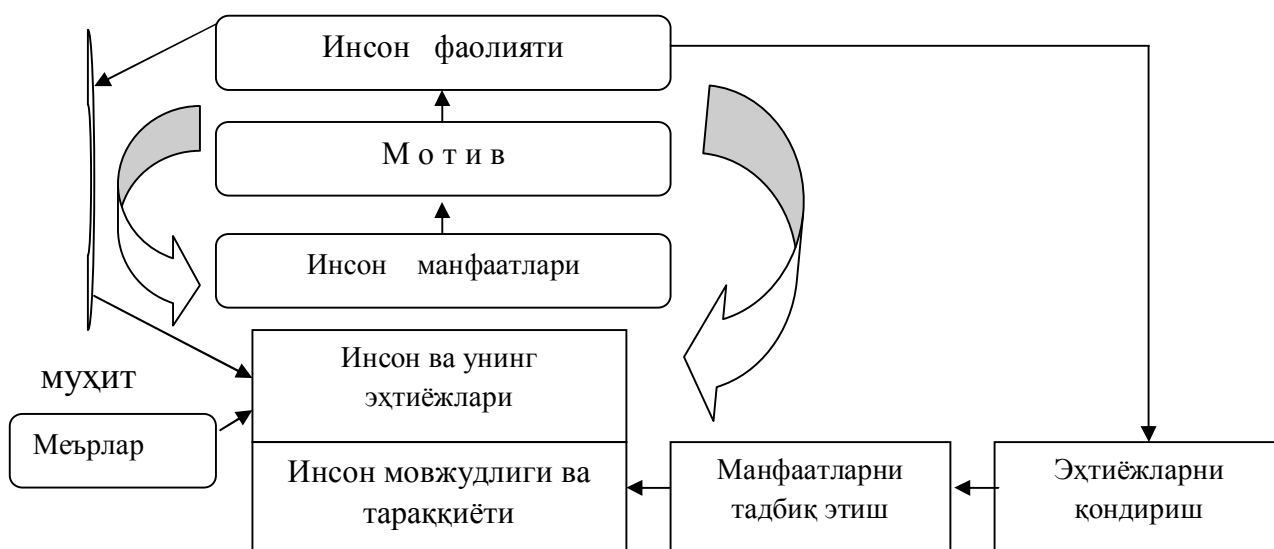 Инсон фаолияти
М о т и в
Инсон манфаатлари
муҳит
Инсон ва унинг
эҳтиёжлари
Меърлар
Инсон мовжудлиги ва
тараққиёти
Манфаатларни
тадбиқ этиш
Эҳтиёжларни
қондириш